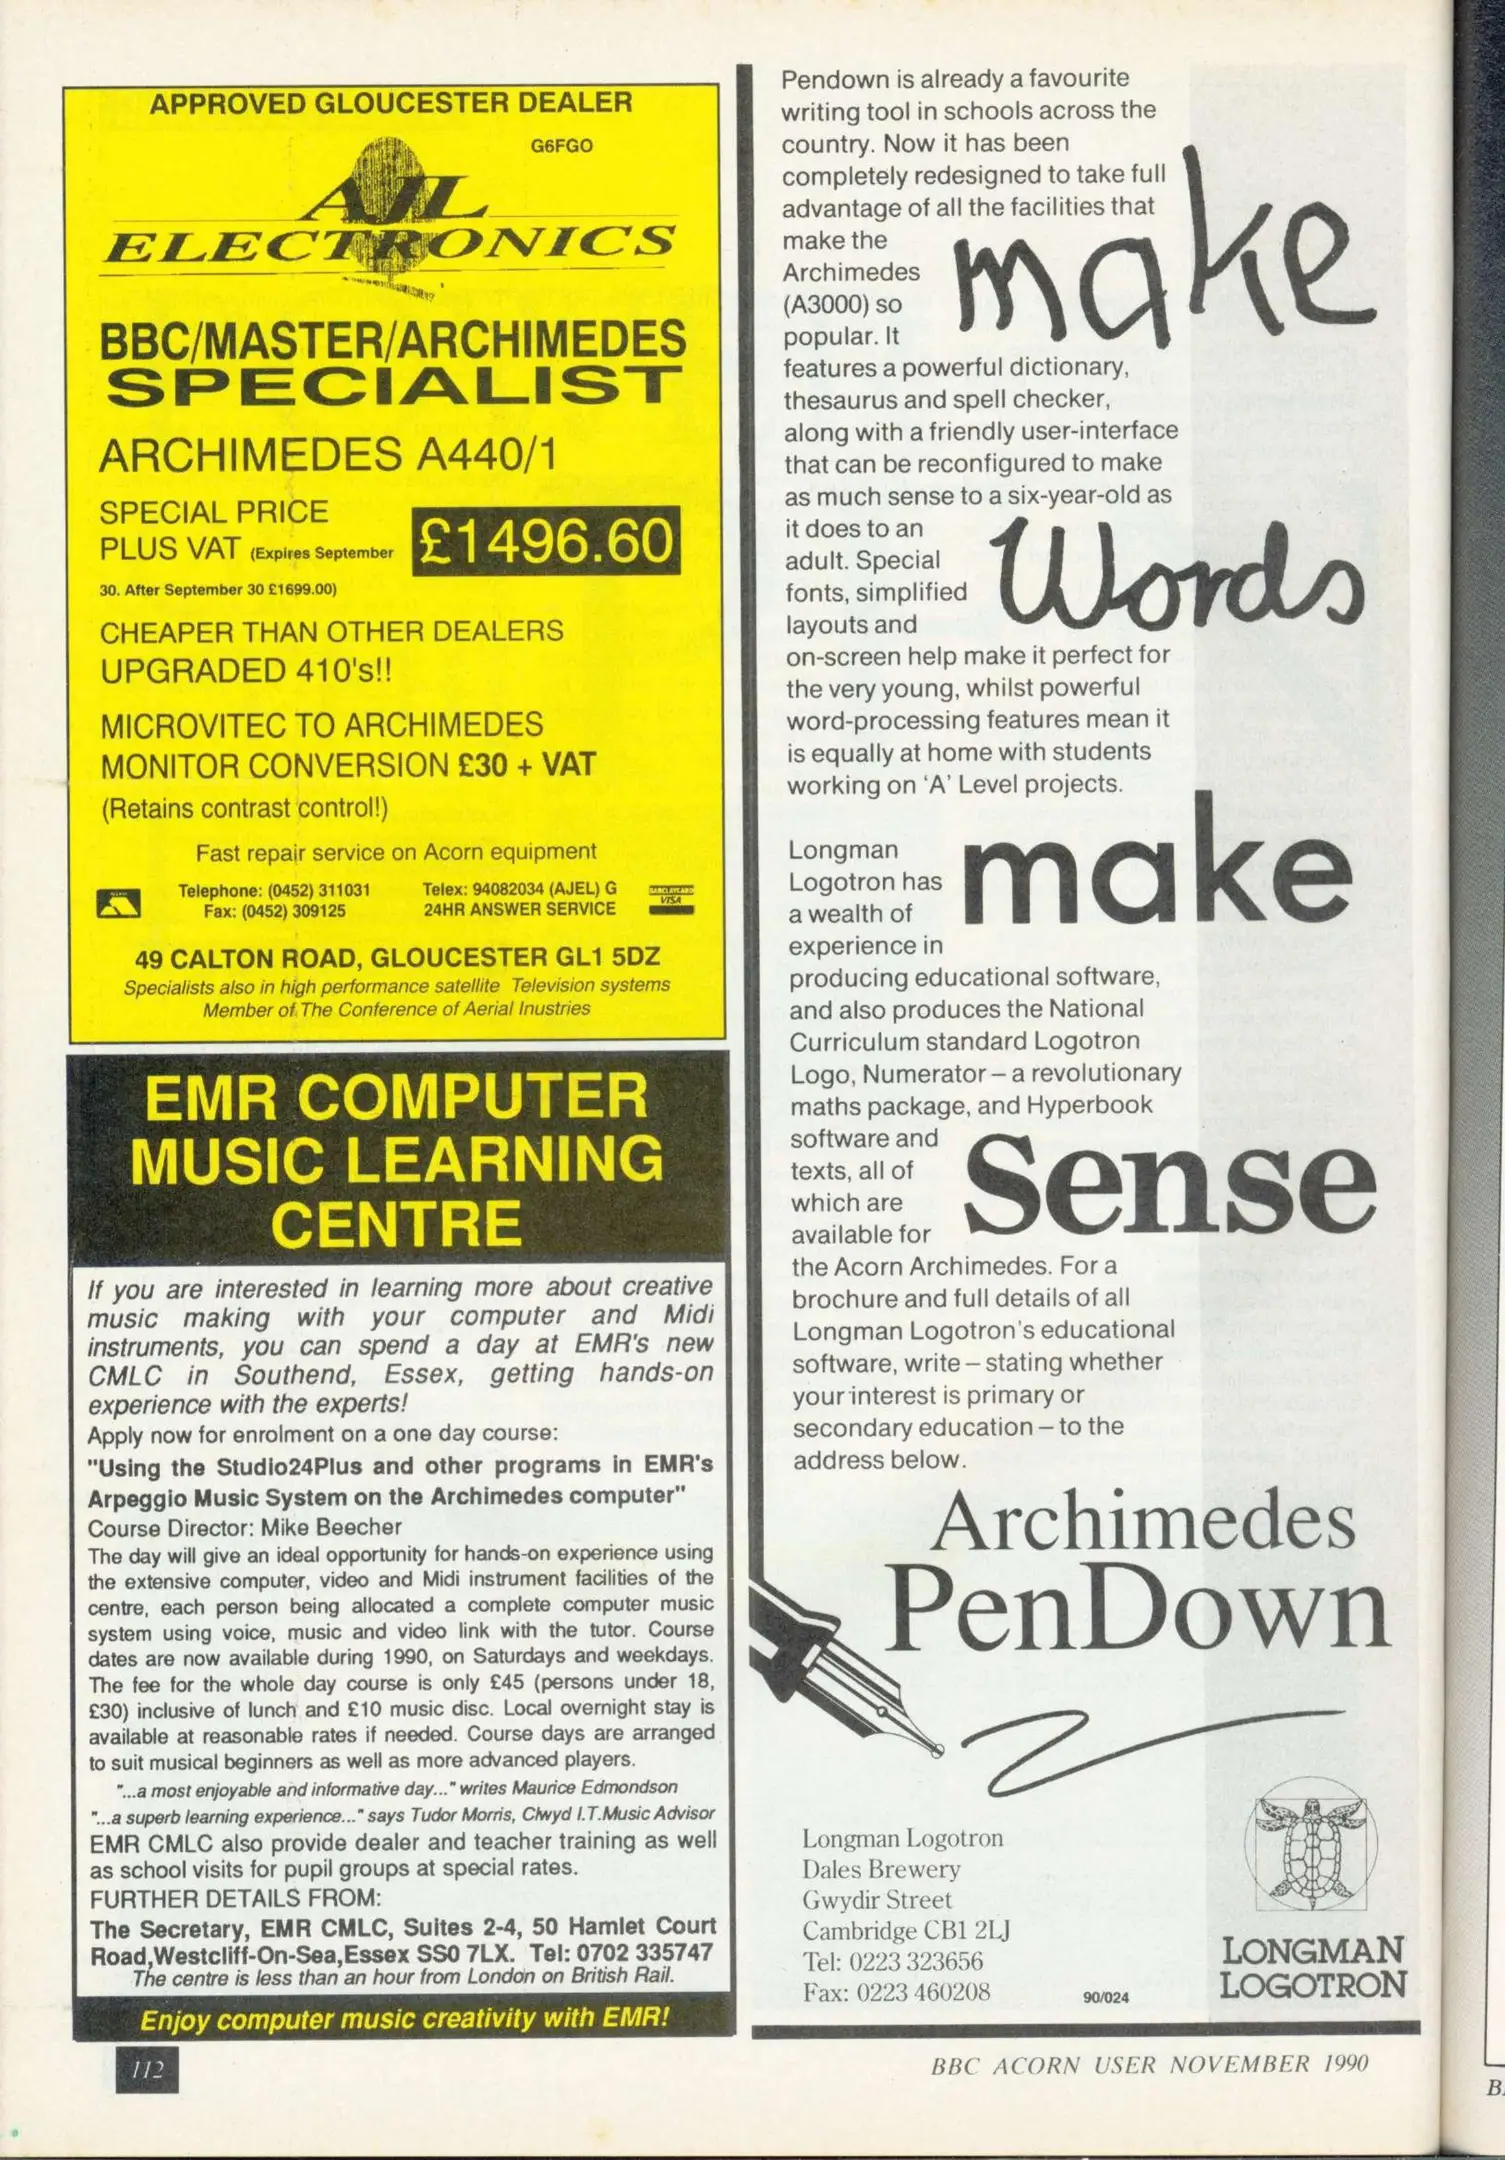 APPROVED GLOUCESTER DEALER
G6FGO
AJL
ELECTRONICS
BBC/MASTER/ARCHIMEDES
SPECIALIST
ARCHIMEDES A440/1
SPECIAL PRICE
PLUS VAT (Expires September
£1496.60
30. After September 30 £1699.00)
CHEAPER THAN OTHER DEALERS
UPGRADED 410's!!
MICROVITEC TO ARCHIMEDES
MONITOR CONVERSION £30 + VAT
(Retains contrast control!)
Fast repair service on Acorn equipment
Telephone: (0452) 311031
Fax: (0452) 309125
Telex: 94082034 (AJEL) G
24HR ANSWER SERVICE
BARCLAYCARD
VISA
49 CALTON ROAD, GLOUCESTER GL1 5DZ
Specialists also in high performance satellite Television systems
Member of The Conference of Aerial Inustries
EMR COMPUTER
MUSIC LEARNING
CENTRE
If you are interested in learning more about creative
music making with your computer and Midi
instruments, you can spend a day at EMR's new
CMLC in Southend, Essex, getting hands-on
experience with the experts!
Apply now for enrolment on a one day course:
"Using the Studio24Plus and other programs in EMR's
Arpeggio Music System on the Archimedes computer"
Course Director: Mike Beecher
The day will give an ideal opportunity for hands-on experience using
the extensive computer, video and Midi instrument facilities of the
centre, each person being allocated a complete computer music
system using voice, music and video link with the tutor. Course
dates are now available during 1990, on Saturdays and weekdays.
The fee for the whole day course is only £45 (persons under 18,
£30) inclusive of lunch and £10 music disc. Local overnight stay is
available at reasonable rates if needed. Course days are arranged
to suit musical beginners as well as more advanced players.
"...a most enjoyable and informative day..." writes Maurice Edmondson
"...a superb learning experience..." says Tudor Morris, Clwyd I.T.Music Advisor
EMR CMLC also provide dealer and teacher training as well
as school visits for pupil groups at special rates.
FURTHER DETAILS FROM:
The Secretary, EMR CMLC, Suites 2-4, 50 Hamlet Court
Road,Westcliff-On-Sea,Essex SS0 7LX. Tel: 0702 335747
The centre is less than an hour from London on British Rail.
Enjoy computer music creativity with EMR!
Pendown is already a favourite
writing tool in schools across the
country. Now it has been
completely redesigned to take full
advantage of all the facilities that
make the
Archimedes
(A3000) so
popular. It
features a powerful dictionary,
thesaurus and spell checker,
along with a friendly user-interface
that can be reconfigured to make
as much sense to a six-year-old as
it does to an
adult. Special
fonts, simplified
layouts and
on-screen help make it perfect for
the very young, whilst powerful
word-processing features mean it
is equally at home with students
working on 'A' Level projects.
make
Words
Longman
Logotron has
a wealth of
experience in
producing educational software,
and also produces the National
Curriculum standard Logotron
Logo, Numerator – a revolutionary
maths package, and Hyperbook
software and
texts, all of
which are
available for
the Acorn Archimedes. For a
brochure and full details of all
Longman Logotron's educational
software, write – stating whether
your interest is primary or
secondary education – to the
address below.
make
Sense
Archimedes
PenDown
Longman Logotron
Dales Brewery
Gwydir Street
Cambridge CB1 2LJ
Tel: 0223 323656
Fax: 0223 460208
90/024
LONGMAN
LOGOTRON
112
BBC ACORN USER NOVEMBER 1990